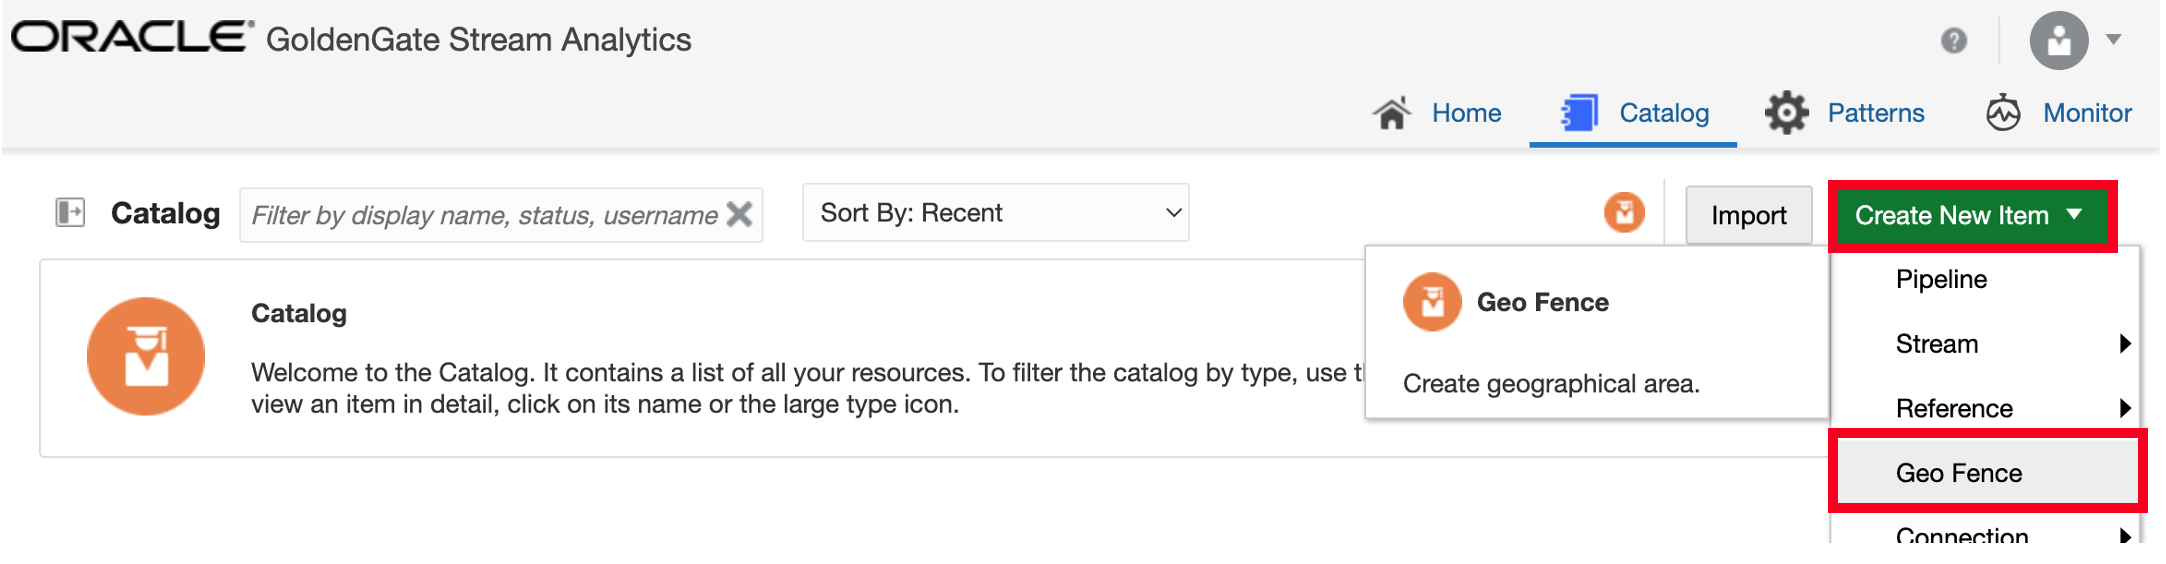 ORACLE® GoldenGate Stream Analytics
?
Home Catalog Patterns Monitor
Catalog Filter by display name, status, username Sort By: Recent Import Create New Item
Catalog
Welcome to the Catalog. It contains a list of all your resources. To filter the catalog by type, use
view an item in detail, click on its name or the large type icon.
Geo Fence
Create geographical area.
Pipeline
Stream
Reference
Geo Fence
Connection